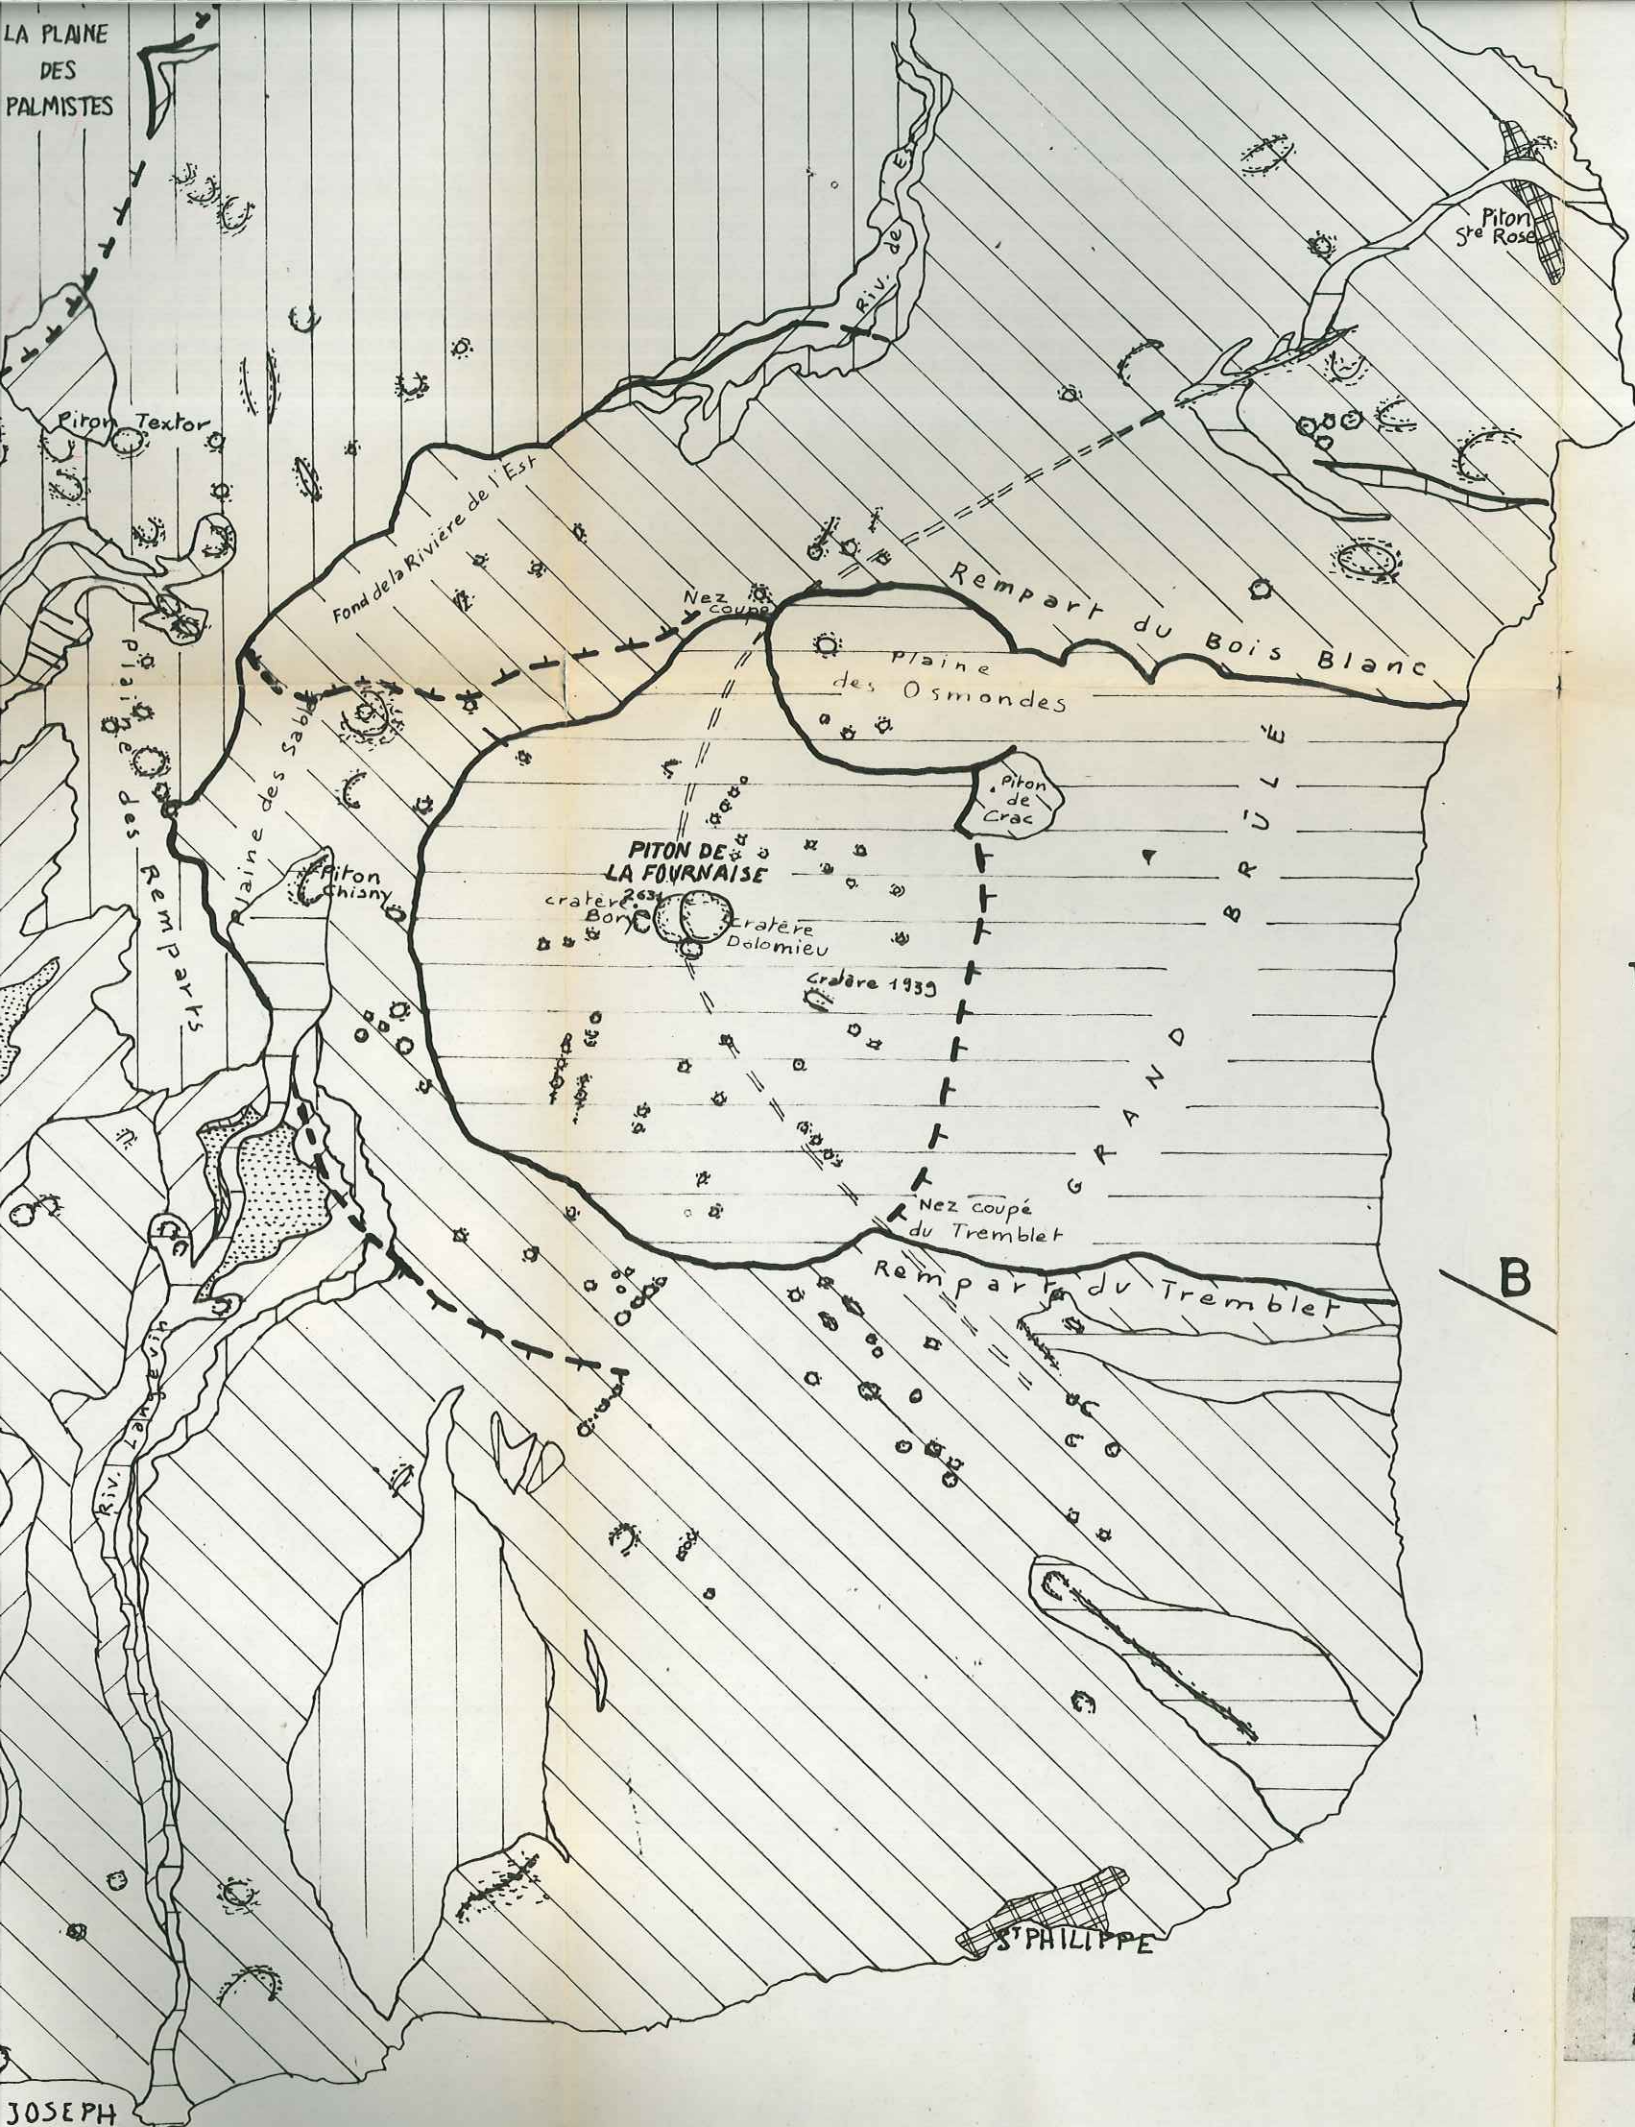 LA PLAINE
DES
PALMISTES
Riv. de l'Est
Piton
Ste Rose
Piton Textor
Fond de la Rivière de l'Est
Nez
Coupé
Rempart du Bois Blanc
Plaine
des Osmondes
Plaine des Remparts
Plaine des Sables
Piton
de
Crac
GRAND BRÛLÉ
PITON DE
LA FOURNAISE
Piton
Chisny
2631
cratère
Bory
Cratère
Dolomieu
Cratère 1939
Nez Coupé
du Tremblet
Rempart du Tremblet
B
Riv.
ST PHILIPPE
JOSEPH